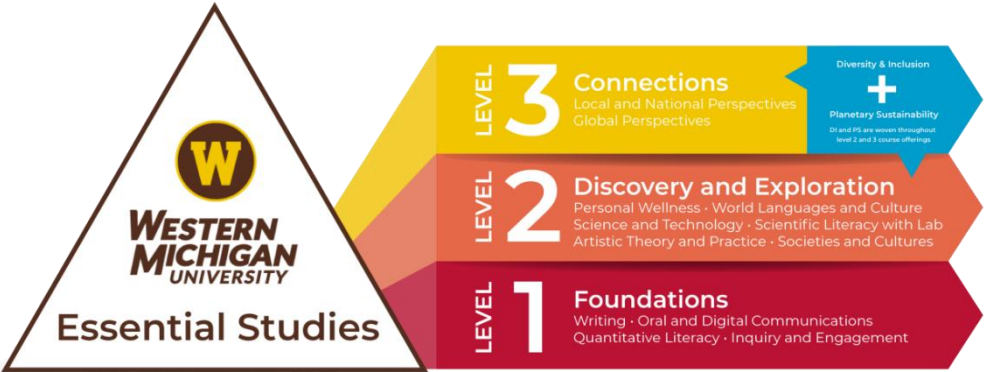 W
WESTERN
MICHIGAN
UNIVERSITY
Essential Studies
LEVEL 3
Connections
Local and National Perspectives
Global Perspectives
Diversity & Inclusion
+
Planetary Sustainability
DI and PS are woven throughout
level 2 and 3 course offerings
LEVEL 2
Discovery and Exploration
Personal Wellness • World Languages and Culture
Science and Technology • Scientific Literacy with Lab
Artistic Theory and Practice • Societies and Cultures
LEVEL 1
Foundations
Writing • Oral and Digital Communications
Quantitative Literacy • Inquiry and Engagement